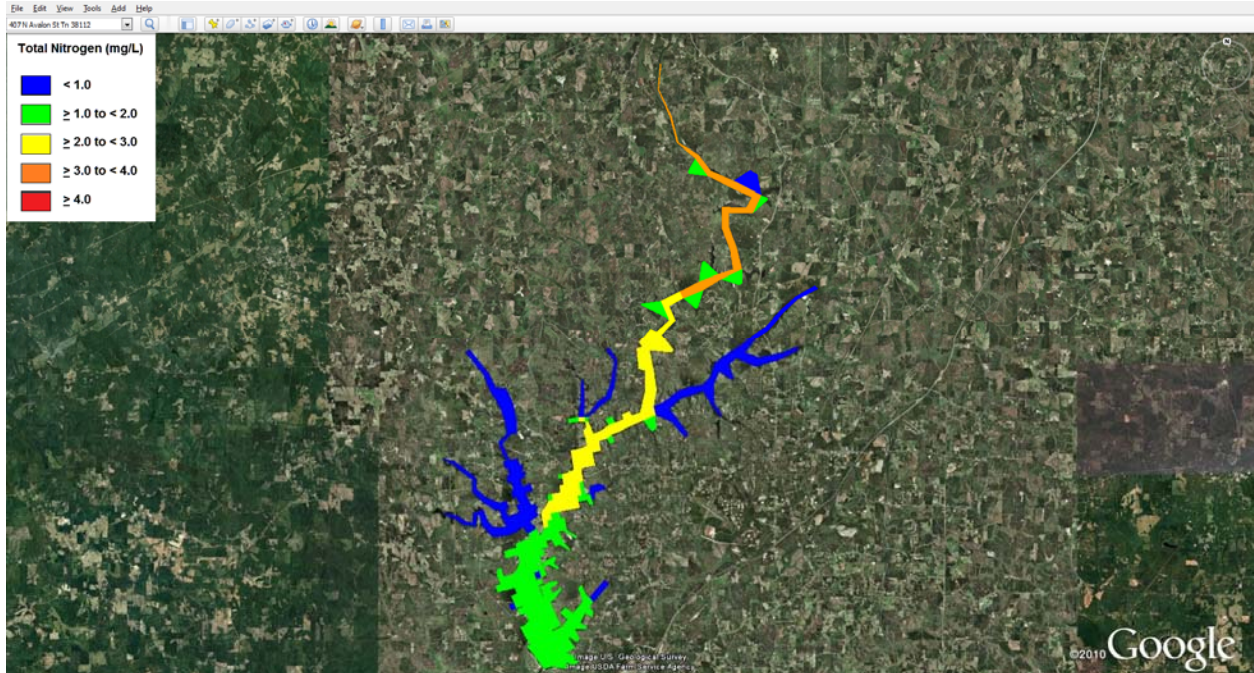 File Edit View Tools Add Help
407 N Avalon St Tn 38112
Total Nitrogen (mg/L)
< 1.0
≥ 1.0 to < 2.0
≥ 2.0 to < 3.0
≥ 3.0 to < 4.0
≥ 4.0
N
Image U.S. Geological Survey
Image USDA Farm Service Agency
©2010 Google